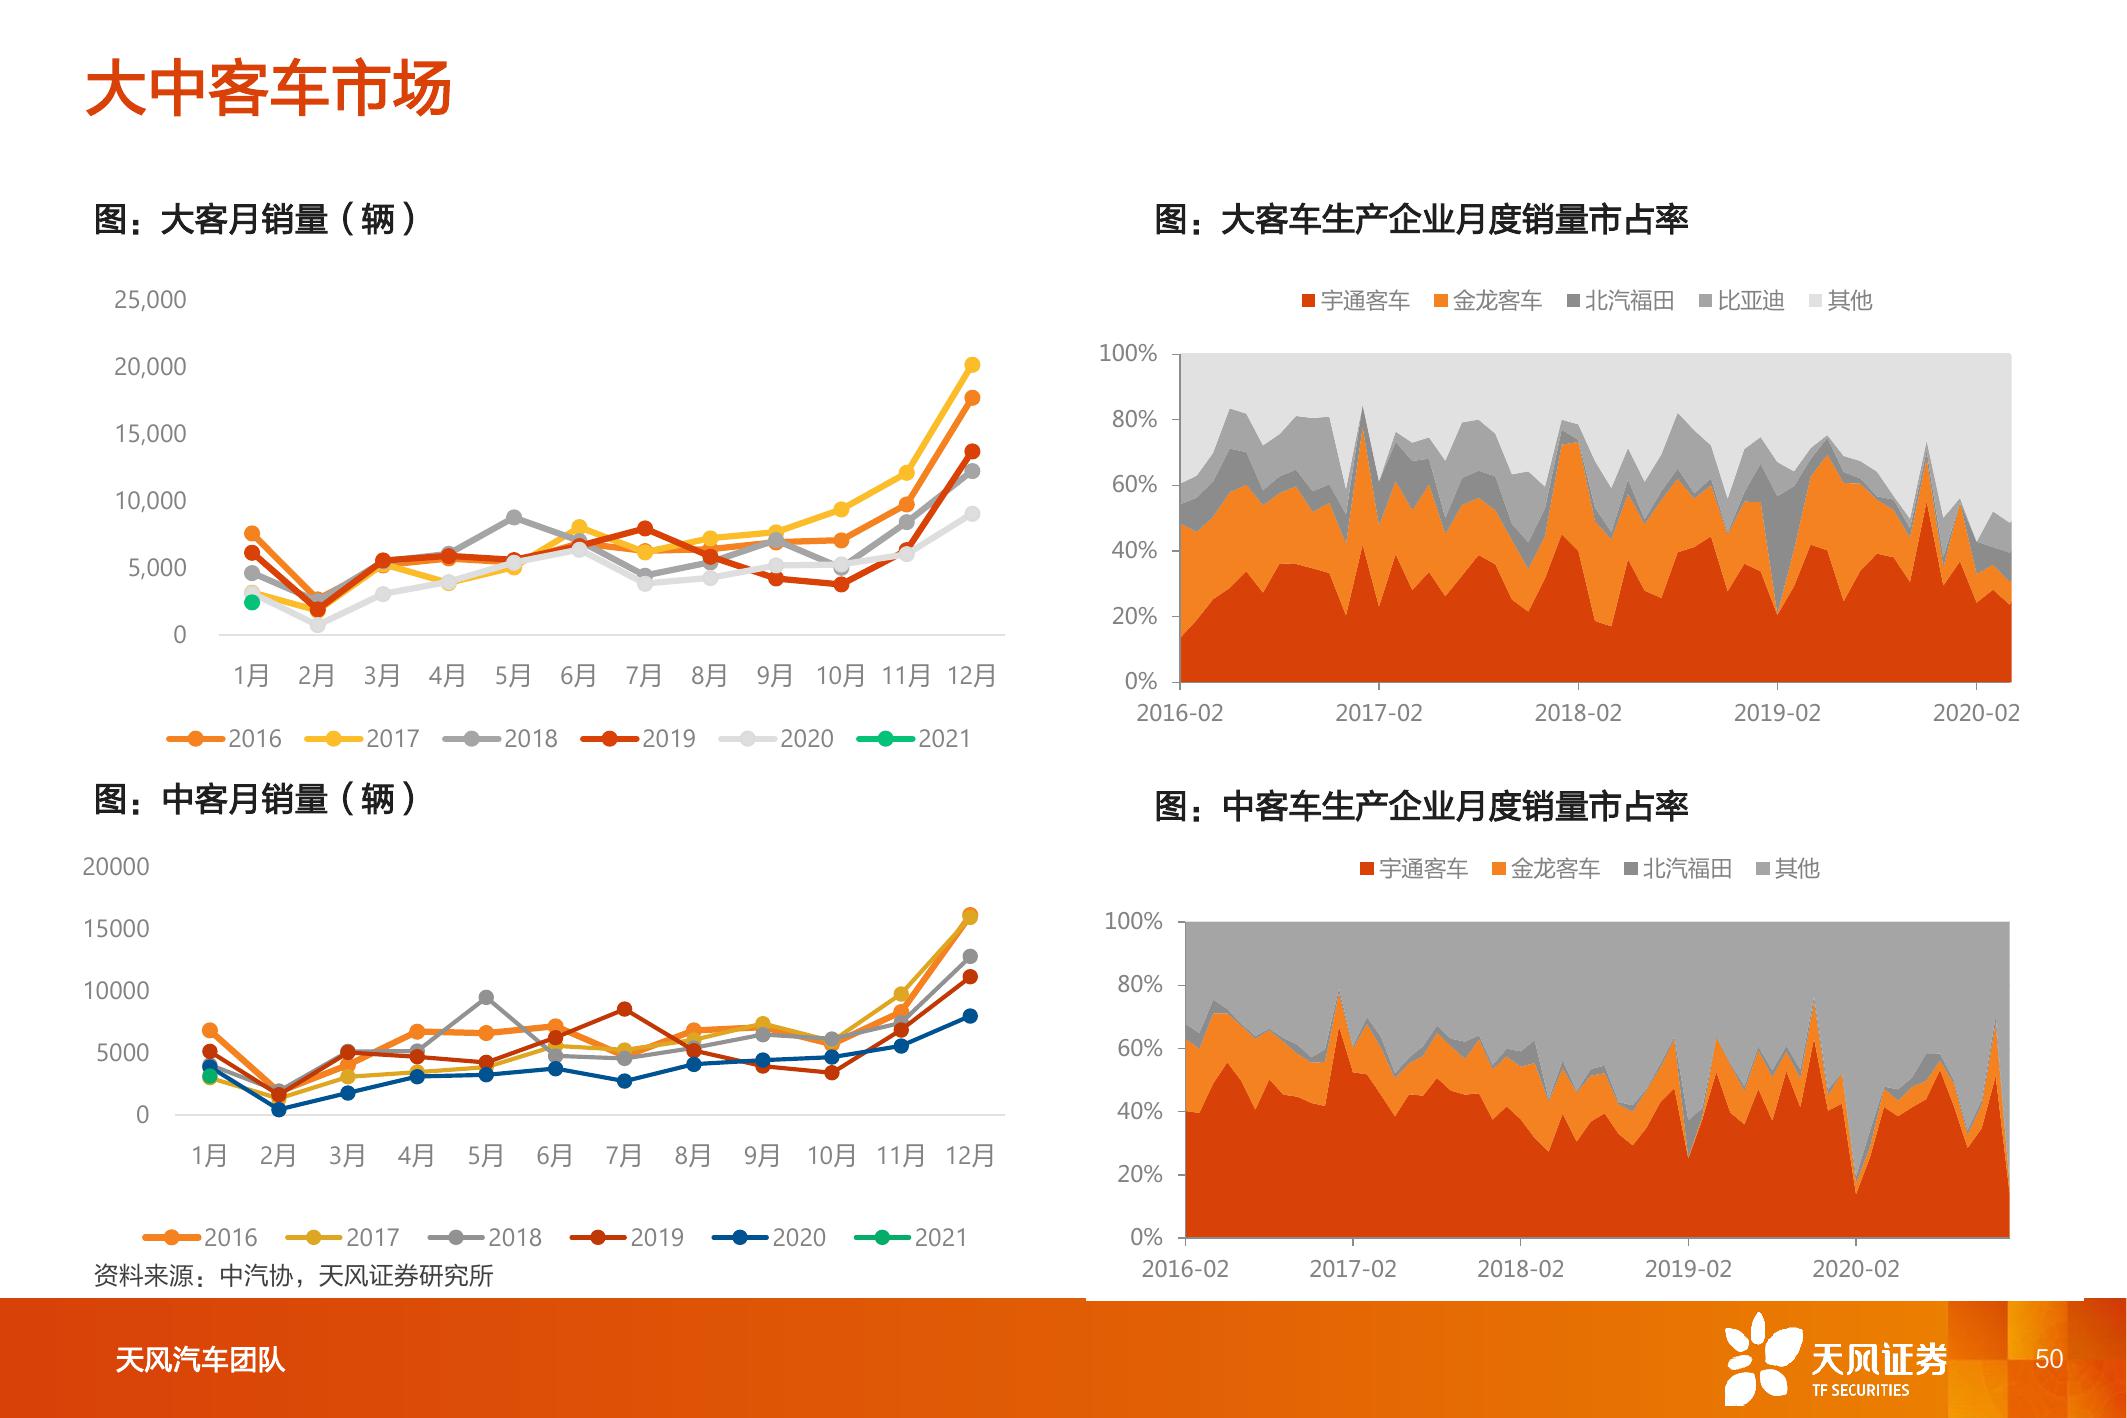 大中客车市场
图：大客月销量（辆）
25,000
20,000
15,000
10,000
5,000
0
1月 2月 3月 4月 5月 6月 7月 8月 9月 10月 11月 12月
2016 2017 2018 2019 2020 2021
图：大客车生产企业月度销量市占率
宇通客车 金龙客车 北汽福田 比亚迪 其他
100%
80%
60%
40%
20%
0%
2016-02 2017-02 2018-02 2019-02 2020-02
图：中客月销量（辆）
20000
15000
10000
5000
0
1月 2月 3月 4月 5月 6月 7月 8月 9月 10月 11月 12月
2016 2017 2018 2019 2020 2021
图：中客车生产企业月度销量市占率
宇通客车 金龙客车 北汽福田 其他
100%
80%
60%
40%
20%
0%
2016-02 2017-02 2018-02 2019-02 2020-02
资料来源：中汽协，天风证券研究所
天风汽车团队
天风证券
TF SECURITIES
50